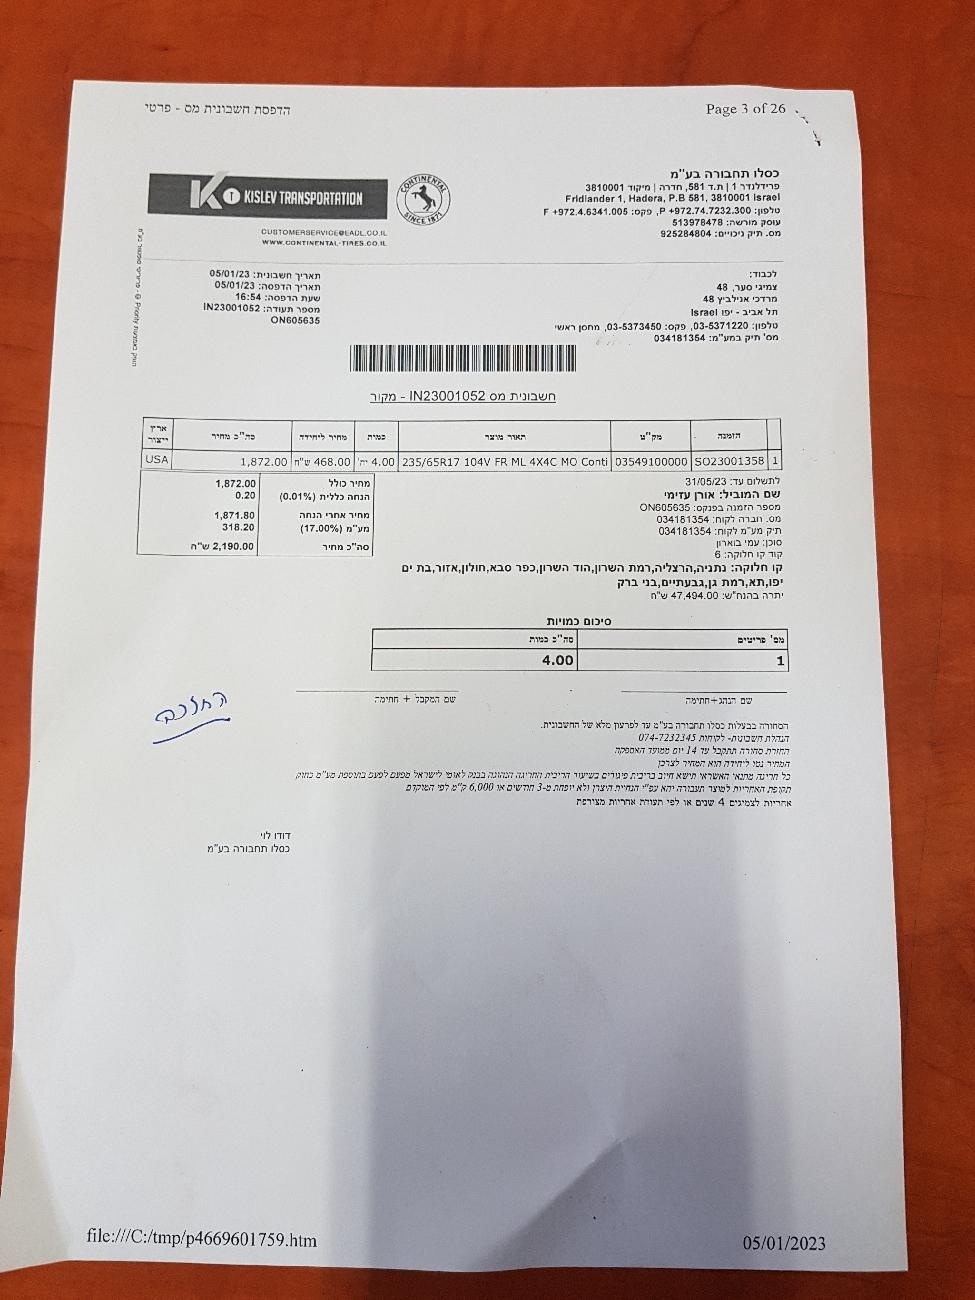 הדפסת חשבונית מס - פרטי
Page 3 of 26
KISLEV TRANSPORTATION
CONTINENTAL
SINCE 1871
CUSTOMERSERVICE@EADL.CO.IL
WWW.CONTINENTAL-TIRES.CO.IL
כסלו תחבורה בע"מ
פרידלנדר 1 | ת.ד 581, חדרה | מיקוד 3810001
Fridlander 1, Hadera, P.B 581, 3810001 Israel
טלפון: P +972.74.7232.300, פקס: F +972.4.6341.005
עוסק מורשה: 513978478
מס. תיק ניכויים: 925284804
תאריך חשבונית: 05/01/23
תאריך הדפסה: 05/01/23
שעת הדפסה: 16:54
מספר תעודה: IN23001052
ON605635
לכבוד:
צמיגי סער, 48
מרדכי אנילביץ 48
תל אביב - יפו Israel
טלפון: 03-5371220, פקס: 03-5373450, מחסן ראשי
מס' תיק במע"מ: 034181354
חשבונית מס IN23001052 - מקור
הזמנה מק"ט תאור מוצר כמות מחיר ליחידה סה"כ מחיר ארץ ייצור
1 SO23001358 03549100000 235/65R17 104V FR ML 4X4C MO Conti 4.00 יח' 468.00 ש"ח 1,872.00 USA
מחיר כולל 1,872.00
הנחה כללית (0.01%) 0.20
מחיר אחרי הנחה 1,871.80
מע"מ (17.00%) 318.20
סה"כ מחיר 2,190.00 ש"ח
לתשלום עד: 31/05/23
שם המוביל: אורן עזימי
מספר הזמנה בפנקס: ON605635
מס. חברה לקוח: 034181354
תיק מע"מ לקוח: 034181354
סוכן: עמי בוארון
קוד קו חלוקה: 6
קו חלוקה: נתניה,הרצליה,רמת השרון,הוד השרון,כפר סבא,חולון,אזור,בת ים
יפו,תא,רמת גן,גבעתיים,בני ברק
יתרה בהנח"ש: 47,494.00 ש"ח
סיכום כמויות
מס' פריטים סה"כ כמות
1 4.00
שם הנהג+חתימה
שם המקבל + חתימה
הסחורה בבעלות כסלו תחבורה בע"מ עד לפרעון מלא של החשבונית.
הנהלת חשבונות- לקוחות 074-7232345
החזרת סחורה תתקבל עד 14 יום ממועד האספקה
המחיר נטו ליחידה הוא המחיר לצרכן
כל חריגה מתנאי האשראי תישא חיוב בריבית פיגורים בשיעור הריבית החריגה הנהוגה בבנק לאומי לישראל מפעם לפעם בתוספת מע"מ כחוק
תקופת האחריות למוצר תעבורה יהא עפ"י הנחיית היצרן ולא יופחת מ-3 חודשים או 6,000 ק"מ לפי המוקדם
אחריות לצמיגים 4 שנים או לפי תעודת אחריות מצורפת
דודו לוי
כסלו תחבורה בע"מ
file:///C:/tmp/p4669601759.htm
05/01/2023